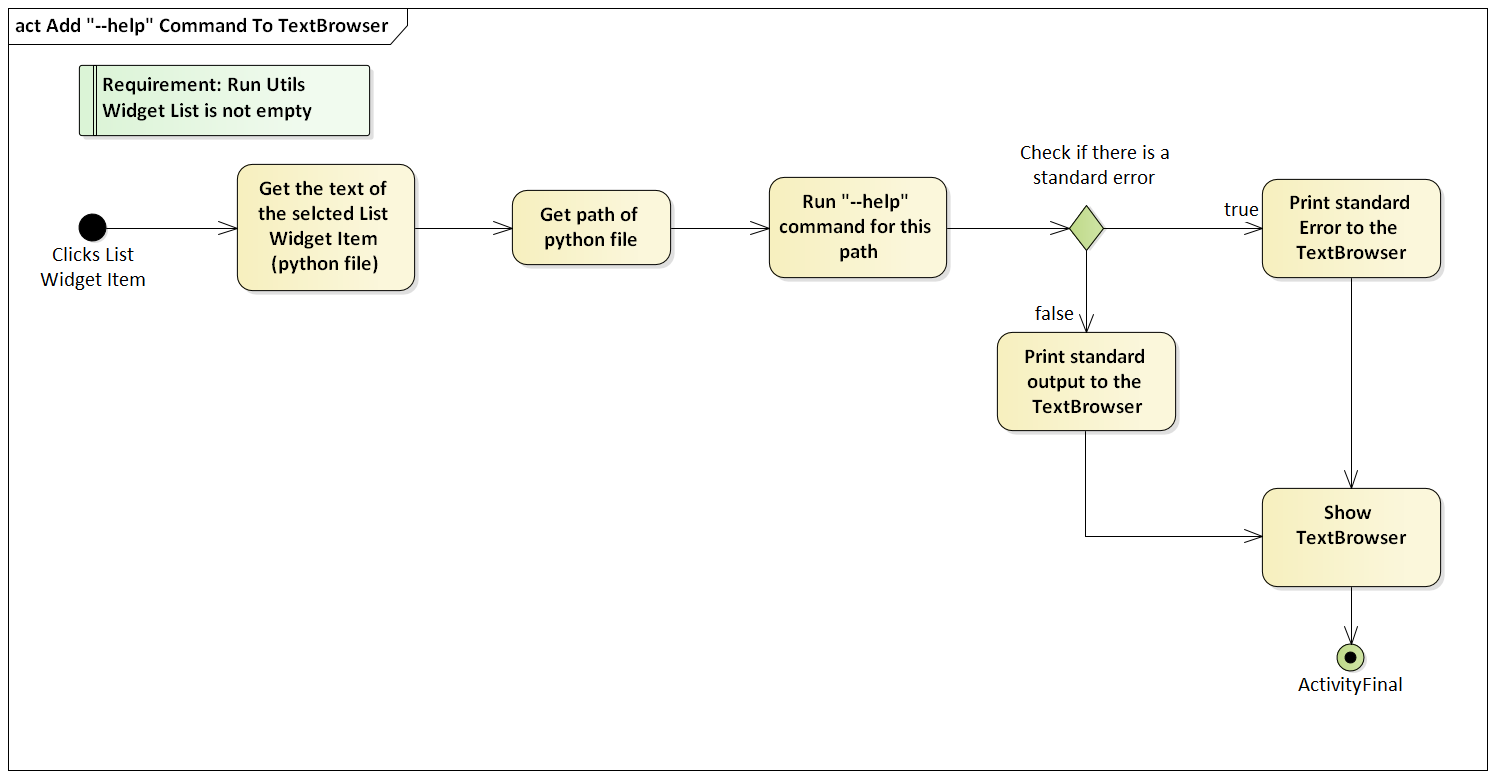 act Add "--help" Command To TextBrowser
Requirement: Run Utils
Widget List is not empty
Clicks List
Widget Item
Get the text of
the selcted List
Widget Item
(python file)
Get path of
python file
Run "--help"
command for this
path
Check if there is a
standard error
true
Print standard
Error to the
TextBrowser
false
Print standard
output to the
TextBrowser
Show
TextBrowser
ActivityFinal